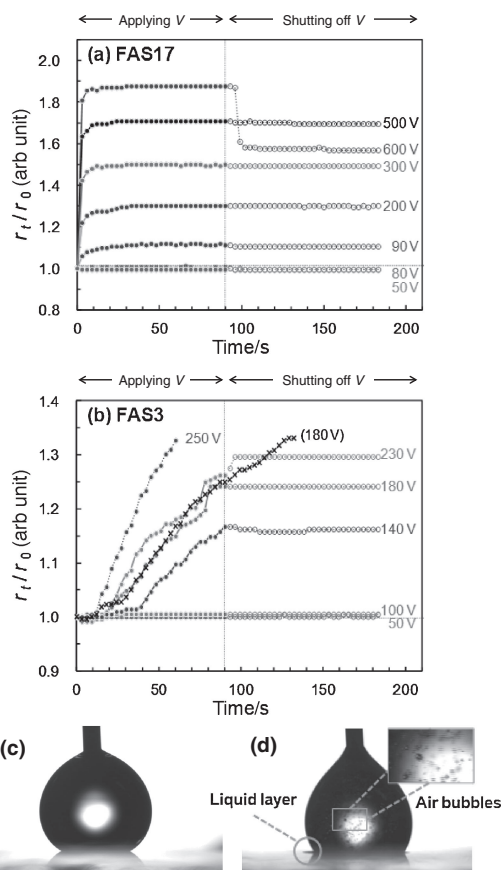 Applying V
Shutting off V
(a) FAS17
2.0
1.8
1.6
1.4
1.2
1.0
0.8
r_t / r_0 (arb unit)
500 V
600 V
300 V
200 V
90 V
80 V
50 V
0
50
100
150
200
Time/s
Applying V
Shutting off V
(b) FAS3
1.4
1.3
1.2
1.1
1.0
0.9
r_t / r_0 (arb unit)
250 V
(180 V)
230 V
180 V
140 V
100 V
50 V
0
50
100
150
200
Time/s
(c)
(d)
Liquid layer
Air bubbles